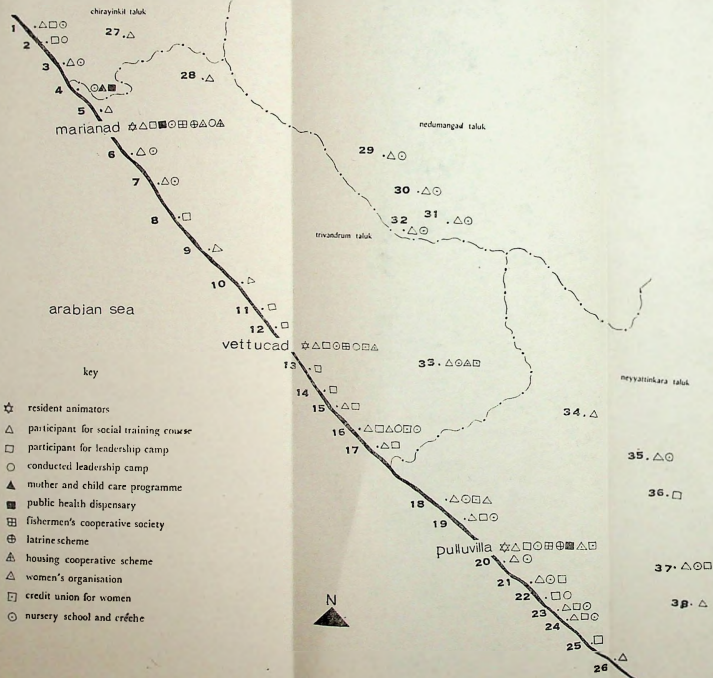 chirayinkil taluk
1
2
27
3
28
4
5
marianad
nedumangad taluk
6
29
7
30
8
32 31
trivandrum taluk
9
10
arabian sea
11
12
vettucad
13
33
key
14
neyyattinkara taluk
15
34
resident animators
participant for social training course
16
participant for leadership camp
17
35
conducted leadership camp
36
mother and child care programme
18
public health dispensary
19
fishermen's cooperative society
latrine scheme
pulluvilla
20
housing cooperative scheme
37
women's organisation
21
credit union for women
22
38
nursery school and créche
23
N
24
25
26